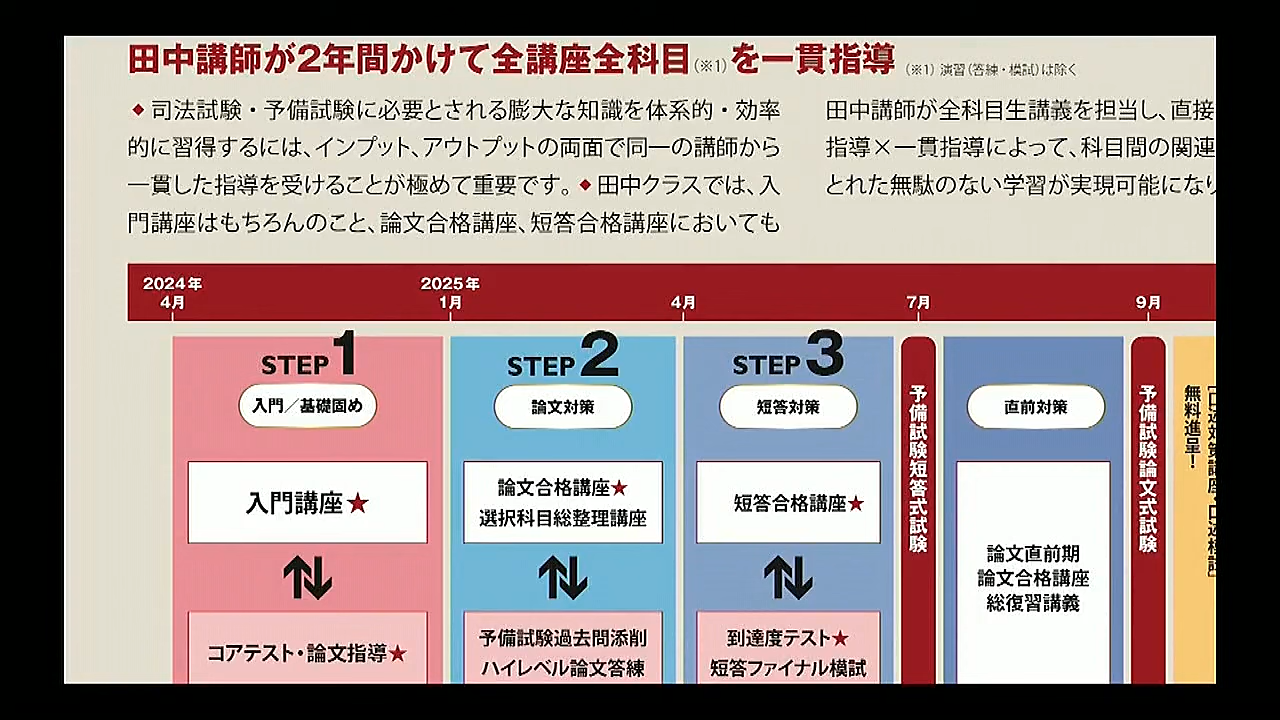 田中講師が2年間かけて全講座全科目(※1)を一貫指導 (※1) 演習(答練・模試)は除く
◆司法試験・予備試験に必要とされる膨大な知識を体系的・効率
的に習得するには、インプット、アウトプットの両面で同一の講師から
一貫した指導を受けることが極めて重要です。◆田中クラスでは、入
門講座はもちろんのこと、論文合格講座、短答合格講座においても
田中講師が全科目生講義を担当し、直接
指導×一貫指導によって、科目間の関連
とれた無駄のない学習が実現可能になり
2024年
4月
2025年
1月
4月
7月
9月
STEP 1
入門/基礎固め
入門講座★
コアテスト・論文指導★
STEP 2
論文対策
論文合格講座★
選択科目総整理講座
予備試験過去問添削
ハイレベル論文答練
STEP 3
短答対策
短答合格講座★
到達度テスト★
短答ファイナル模試
予備試験短答式試験
直前対策
論文直前期
論文合格講座
総復習講義
予備試験論文式試験
無料進呈!